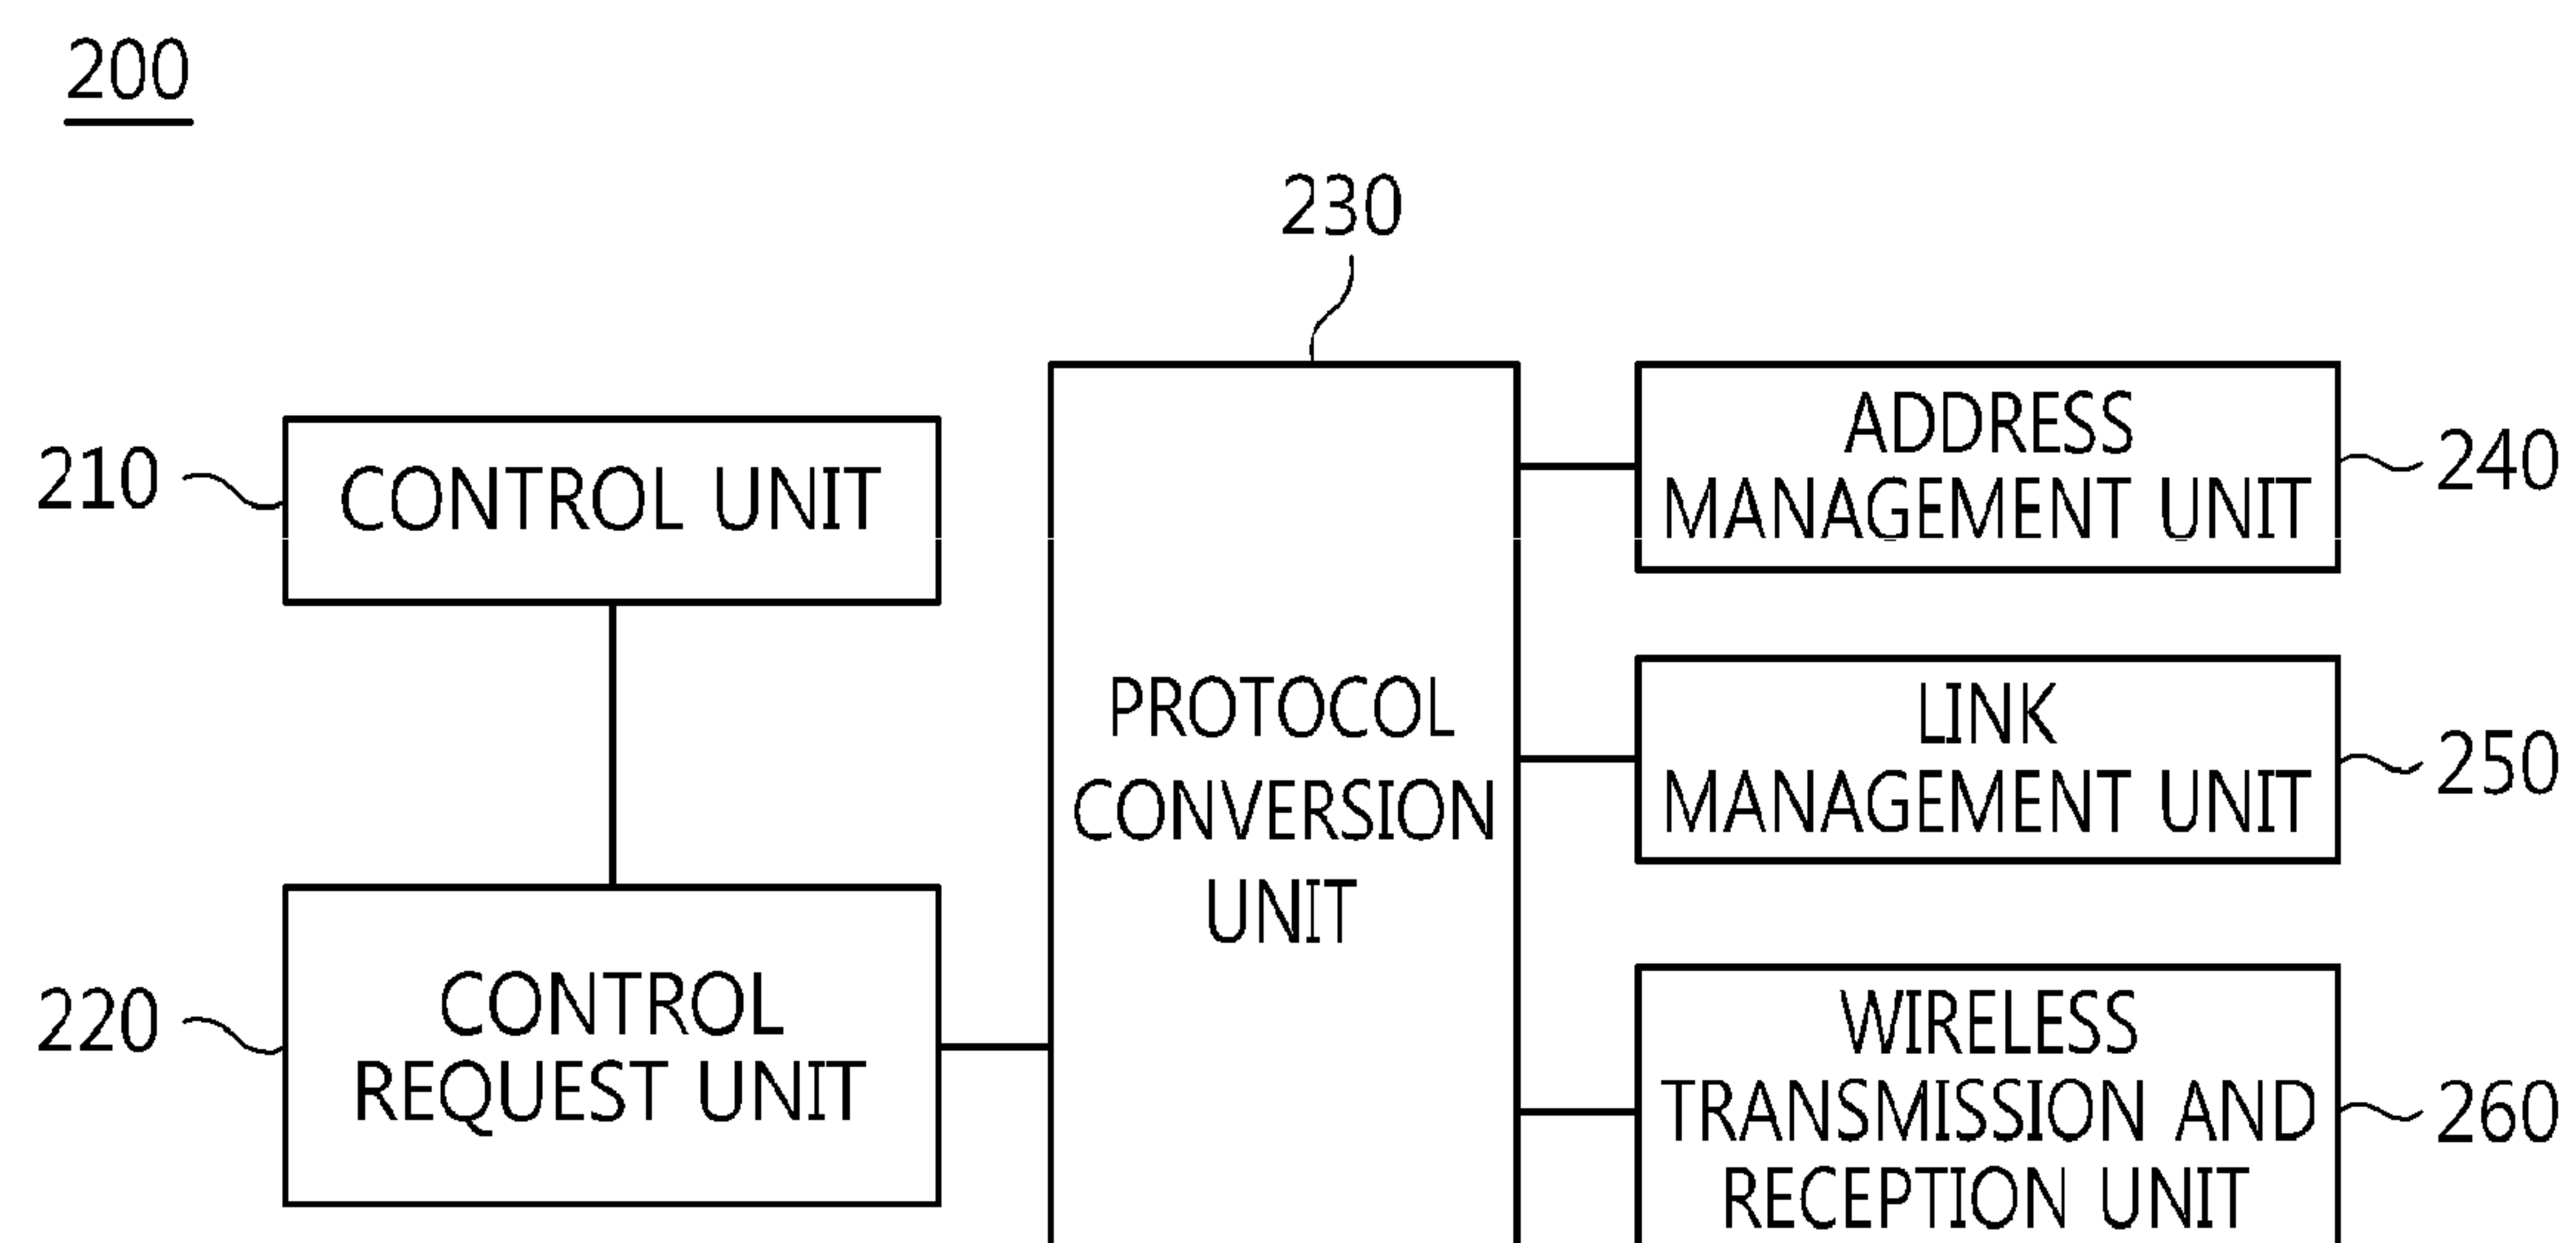 200
230
210
CONTROL UNIT
220
CONTROL
REQUEST UNIT
PROTOCOL
CONVERSION
UNIT
ADDRESS
MANAGEMENT UNIT
240
LINK
MANAGEMENT UNIT
250
WIRELESS
TRANSMISSION AND
RECEPTION UNIT
260